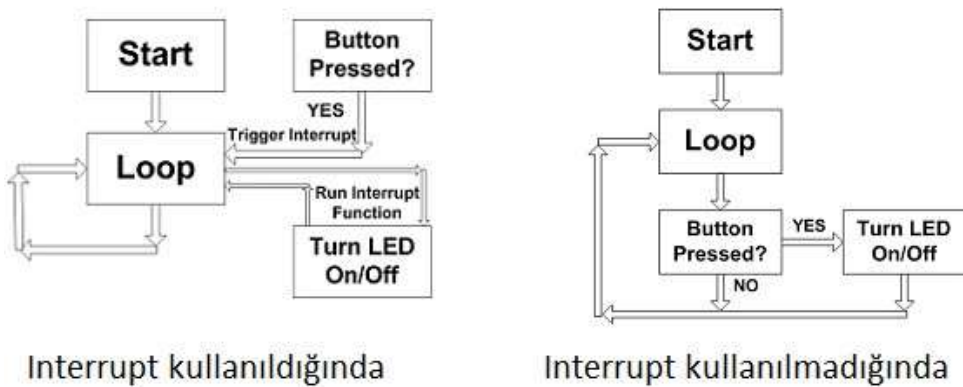 Start
Button
Pressed?
YES
Trigger Interrupt
Loop
Run Interrupt
Function
Turn LED
On/Off
Interrupt kullanıldığında
Start
Loop
Button
Pressed?
YES
Turn LED
On/Off
NO
Interrupt kullanılmadığında